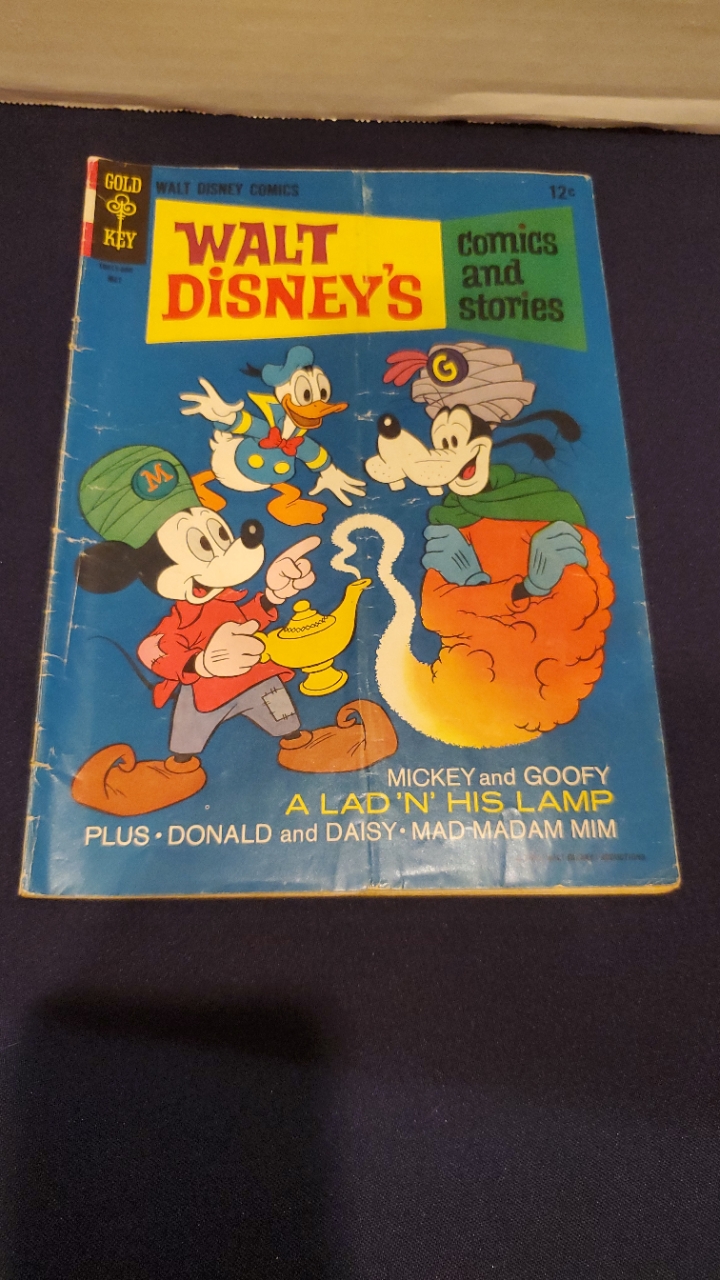 GOLD
KEY
WALT DISNEY COMICS
12¢
WALT
DISNEY'S
comics
and
stories
MAY
G
M
MICKEY and GOOFY
A LAD 'N' HIS LAMP
PLUS • DONALD and DAISY • MAD MADAM MIM